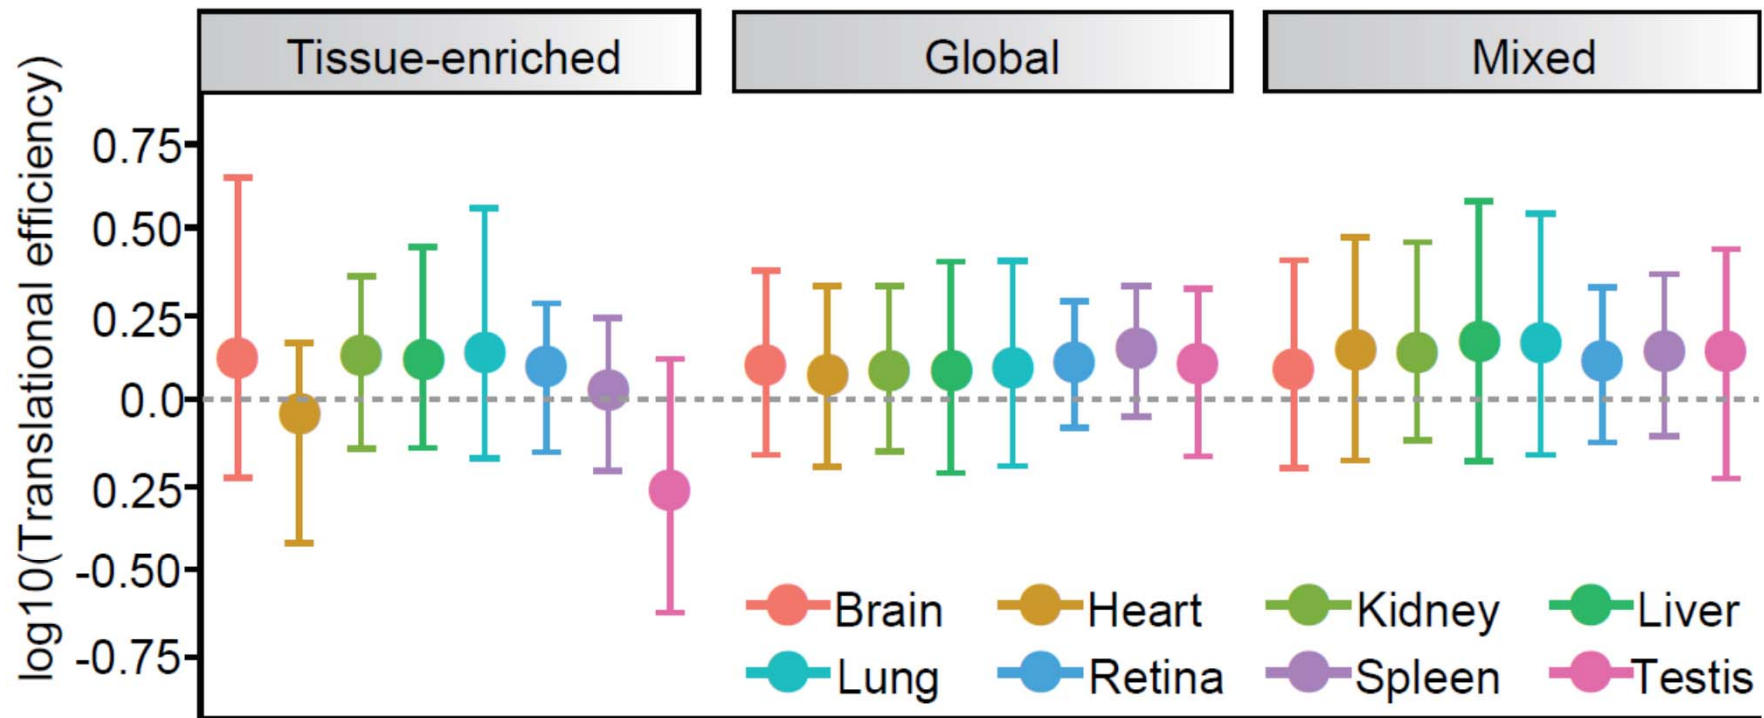 Tissue-enriched
Global
Mixed
log10(Translational efficiency)
0.75
0.50
0.25
0.0
0.25
-0.50
-0.75
Brain
Heart
Kidney
Liver
Lung
Retina
Spleen
Testis